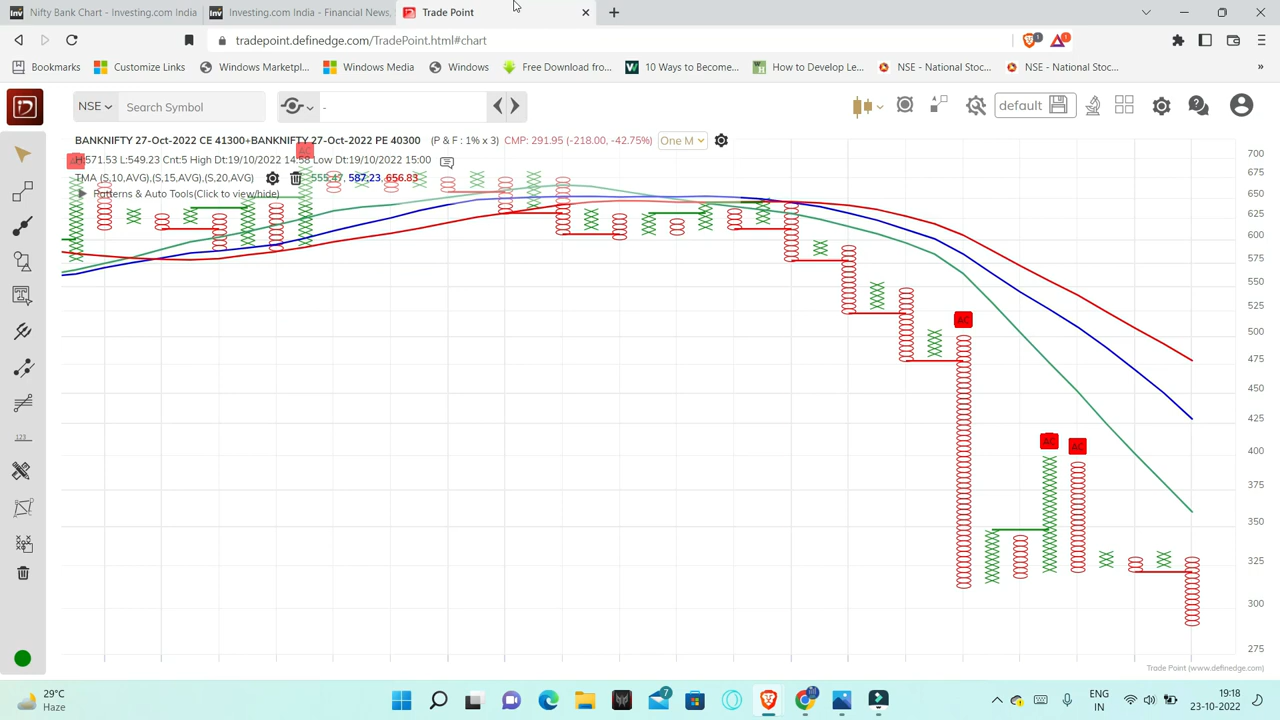 Nifty Bank Chart - Investing.com India
Investing.com India - Financial News,
Trade Point
tradepoint.definedge.com/TradePoint.html#chart
1
1
Bookmarks
Customize Links
Windows Marketpl...
Windows Media
Windows
Free Download fro...
10 Ways to Become...
How to Develop Le...
NSE - National Stoc...
NSE - National Stoc...
»
NSE
Search Symbol
-
default
BANKNIFTY 27-Oct-2022 CE 41300+BANKNIFTY 27-Oct-2022 PE 40300 (P & F : 1% x 3) CMP: 291.95 (-218.00, -42.75%) One M
H:571.53 L:549.23 Cnt:5 High Dt:19/10/2022 14:58 Low Dt:19/10/2022 15:00
TMA (S,10,AVG),(S,15,AVG),(S,20,AVG) 555.47, 587.23, 656.83
Patterns & Auto Tools(Click to view/hide)
700
675
650
625
600
575
550
525
500
475
450
425
400
375
350
325
300
275
AC
AC
AC
123
Trade Point (www.definedge.com)
29°C
Haze
7
ENG
IN
19:18
23-10-2022